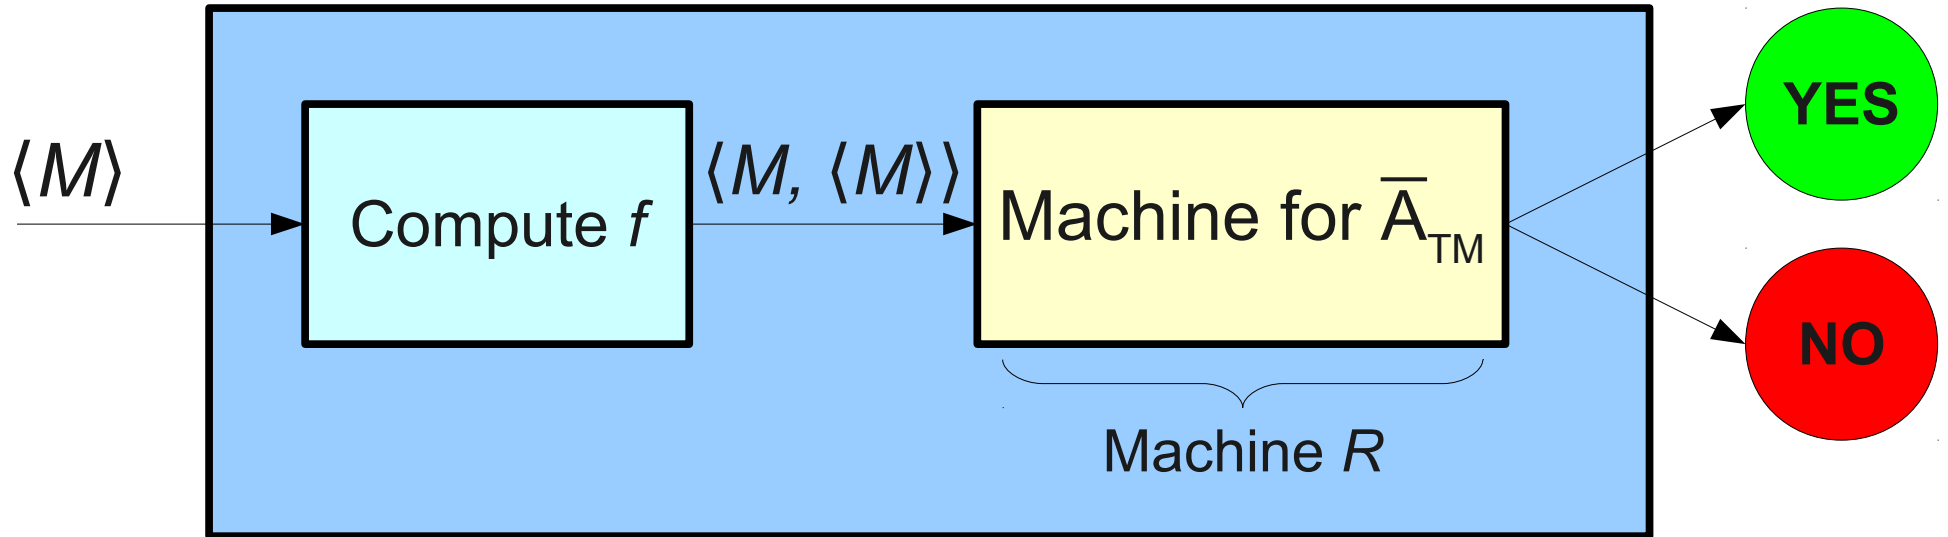 ⟨M⟩
Compute f
⟨M, ⟨M⟩⟩
Machine for A̅TM
Machine R
YES
NO